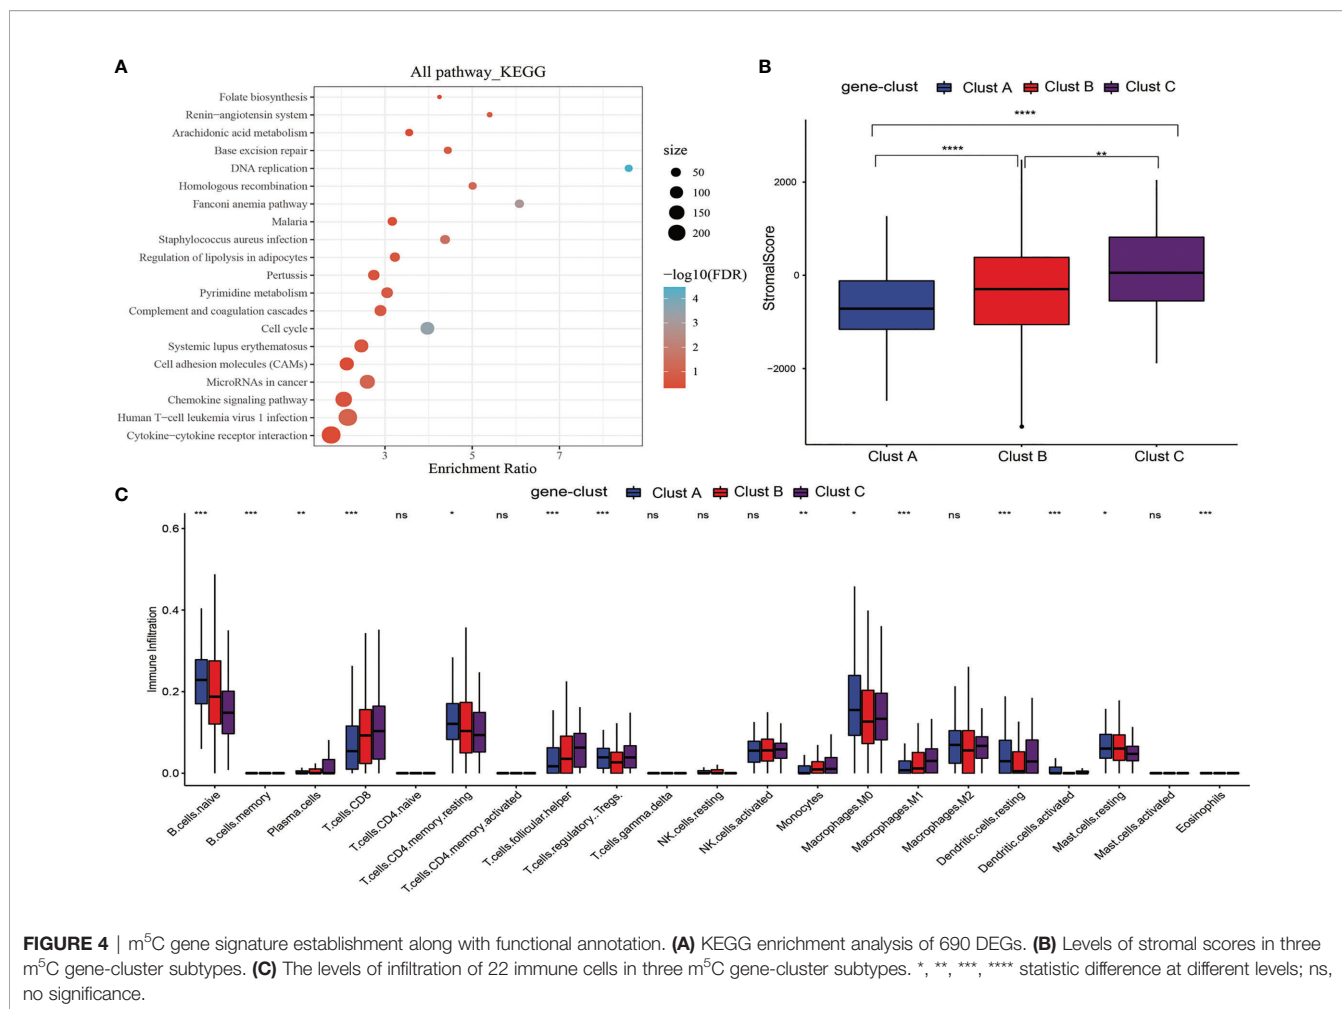 A
All pathway_KEGG
Folate biosynthesis
Renin−angiotensin system
Arachidonic acid metabolism
Base excision repair
DNA replication
Homologous recombination
Fanconi anemia pathway
Malaria
Staphylococcus aureus infection
Regulation of lipolysis in adipocytes
Pertussis
Pyrimidine metabolism
Complement and coagulation cascades
Cell cycle
Systemic lupus erythematosus
Cell adhesion molecules (CAMs)
MicroRNAs in cancer
Chemokine signaling pathway
Human T−cell leukemia virus 1 infection
Cytokine−cytokine receptor interaction
3 5 7
Enrichment Ratio
size
50
100
150
200
−log10(FDR)
4
3
2
1
B
gene-clust Clust A Clust B Clust C
****
**** **
StromalScore
2000
0
−2000
Clust A Clust B Clust C
C
gene-clust Clust A Clust B Clust C
*** *** ** *** ns * ns *** *** ns ns ns ** * *** ns *** *** * ns ***
Immune Infiltration
0.6
0.4
0.2
0.0
B.cells.naive
B.cells.memory
Plasma.cells
T.cells.CD8
T.cells.CD4.naive
T.cells.CD4.memory.resting
T.cells.CD4.memory.activated
T.cells.follicular.helper
T.cells.regulatory..Tregs.
T.cells.gamma.delta
NK.cells.resting
NK.cells.activated
Monocytes
Macrophages.M0
Macrophages.M1
Macrophages.M2
Dendritic.cells.resting
Dendritic.cells.activated
Mast.cells.resting
Mast.cells.activated
Eosinophils
FIGURE 4 | m⁵C gene signature establishment along with functional annotation. (A) KEGG enrichment analysis of 690 DEGs. (B) Levels of stromal scores in three
m⁵C gene-cluster subtypes. (C) The levels of infiltration of 22 immune cells in three m⁵C gene-cluster subtypes. *, **, ***, **** statistic difference at different levels; ns,
no significance.